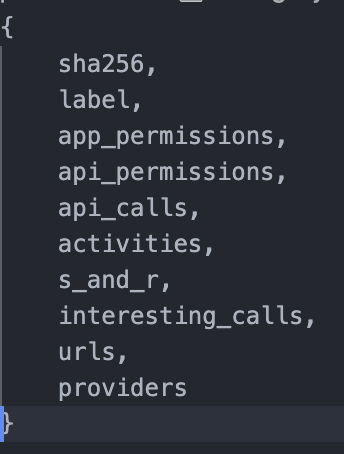 {
sha256,
label,
app_permissions,
api_permissions,
api_calls,
activities,
s_and_r,
interesting_calls,
urls,
providers
}